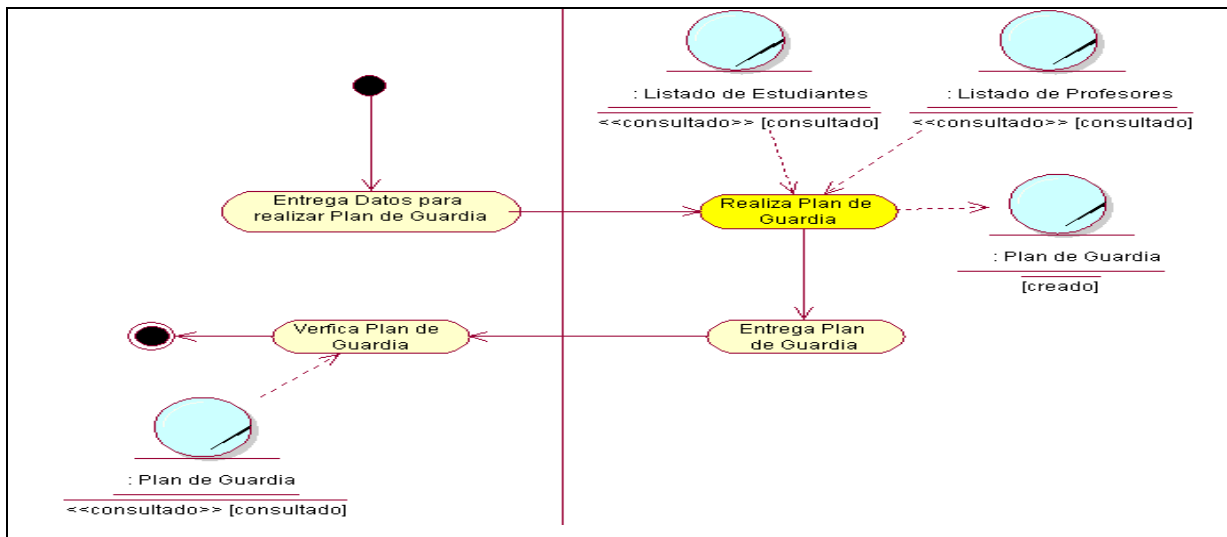 : Listado de Estudiantes
<<consultado>> [consultado]
: Listado de Profesores
<<consultado>> [consultado]
Entrega Datos para
realizar Plan de Guardia
Realiza Plan de
Guardia
: Plan de Guardia
[creado]
Verfica Plan de
Guardia
Entrega Plan
de Guardia
: Plan de Guardia
<<consultado>> [consultado]